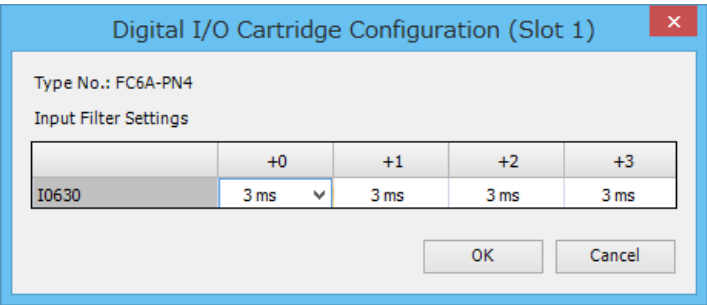 Digital I/O Cartridge Configuration (Slot 1)
Type No.: FC6A-PN4
Input Filter Settings
+0 +1 +2 +3
I0630 3 ms 3 ms 3 ms 3 ms
OK Cancel